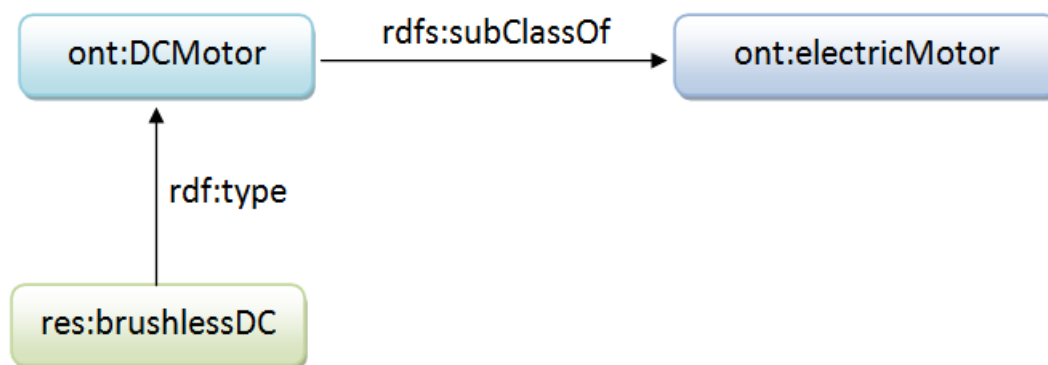 ont:DCMotor
rdfs:subClassOf
ont:electricMotor
rdf:type
res:brushlessDC